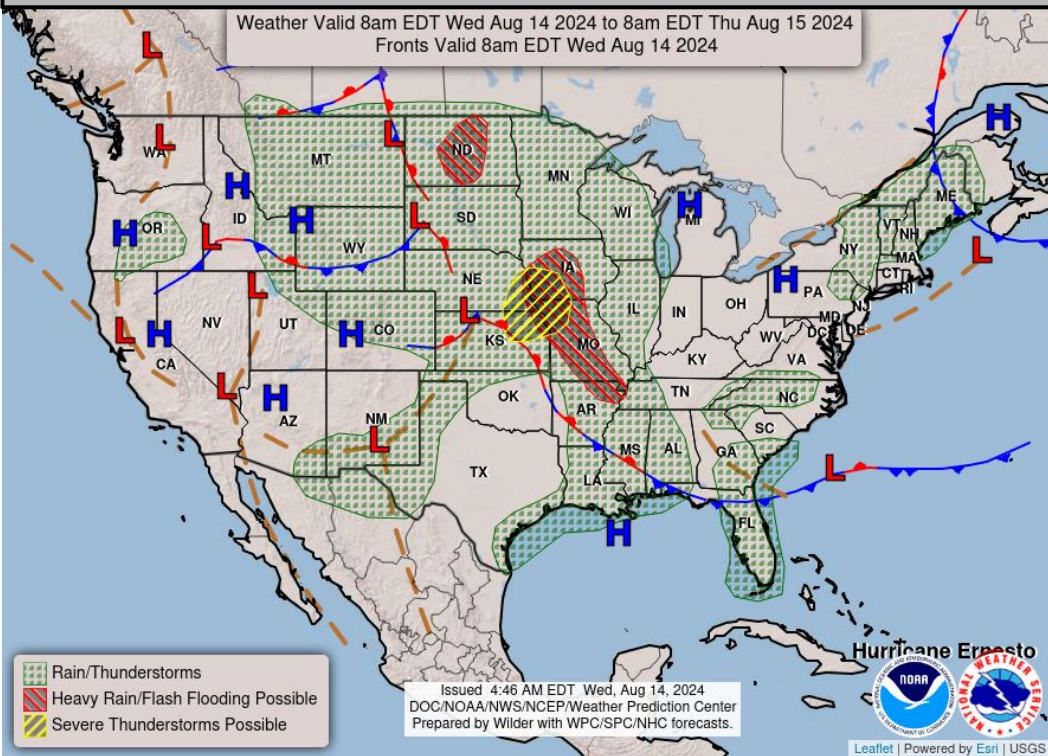 Weather Valid 8am EDT Wed Aug 14 2024 to 8am EDT Thu Aug 15 2024
Fronts Valid 8am EDT Wed Aug 14 2024
L
H
L
WA
L
MT
ND
MN
H
ID
H
H
OR
L
L
SD
WI
H
MI
ME
VT
NH
NY
MA
CT
RI
L
WY
NE
IA
L
L
H
PA
NJ
OH
IN
IL
MD
DE
DC
WV
VA
L
H
NV
UT
H
CO
KS
MO
KY
CA
L
H
AZ
NM
L
OK
AR
TN
NC
SC
TX
MS
AL
GA
L
LA
H
FL
Hurricane Ernesto
Rain/Thunderstorms
Heavy Rain/Flash Flooding Possible
Severe Thunderstorms Possible
Issued 4:46 AM EDT Wed, Aug 14, 2024
DOC/NOAA/NWS/NCEP/Weather Prediction Center
Prepared by Wilder with WPC/SPC/NHC forecasts.
NOAA
NATIONAL WEATHER SERVICE
Leaflet | Powered by Esri | USGS